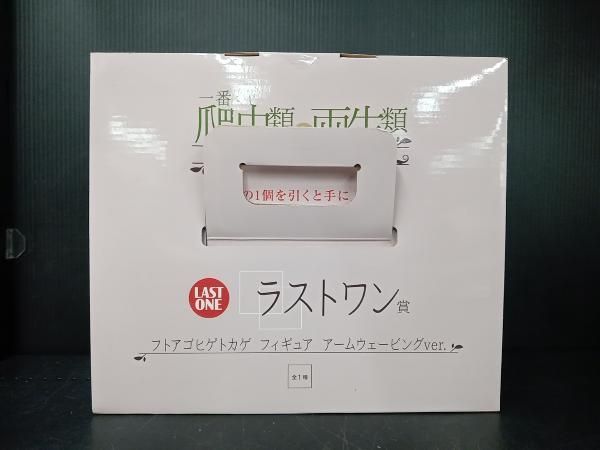 一番
爬虫類 両生類
の1個を引くと手に
LAST
ONE
ラストワン賞
フトアゴヒゲトカゲ フィギュア アームウェービングver.
全1種